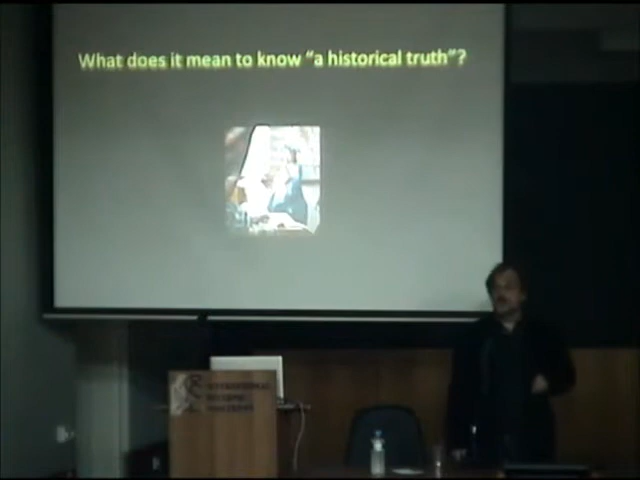 What does it mean to know “a historical truth”?